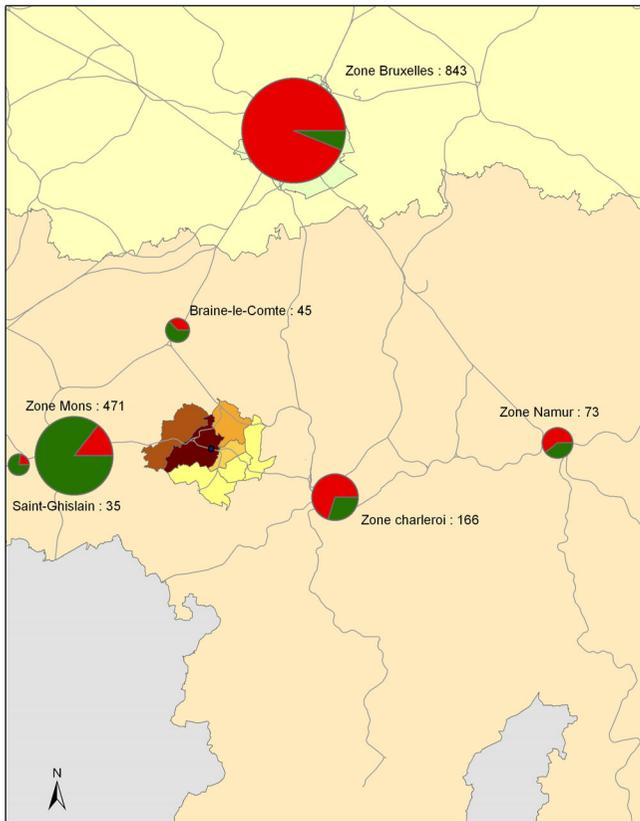 Zone Bruxelles : 843
Braine-le-Comte : 45
Zone Mons : 471
Zone Namur : 73
Saint-Ghislain : 35
Zone charleroi : 166
N